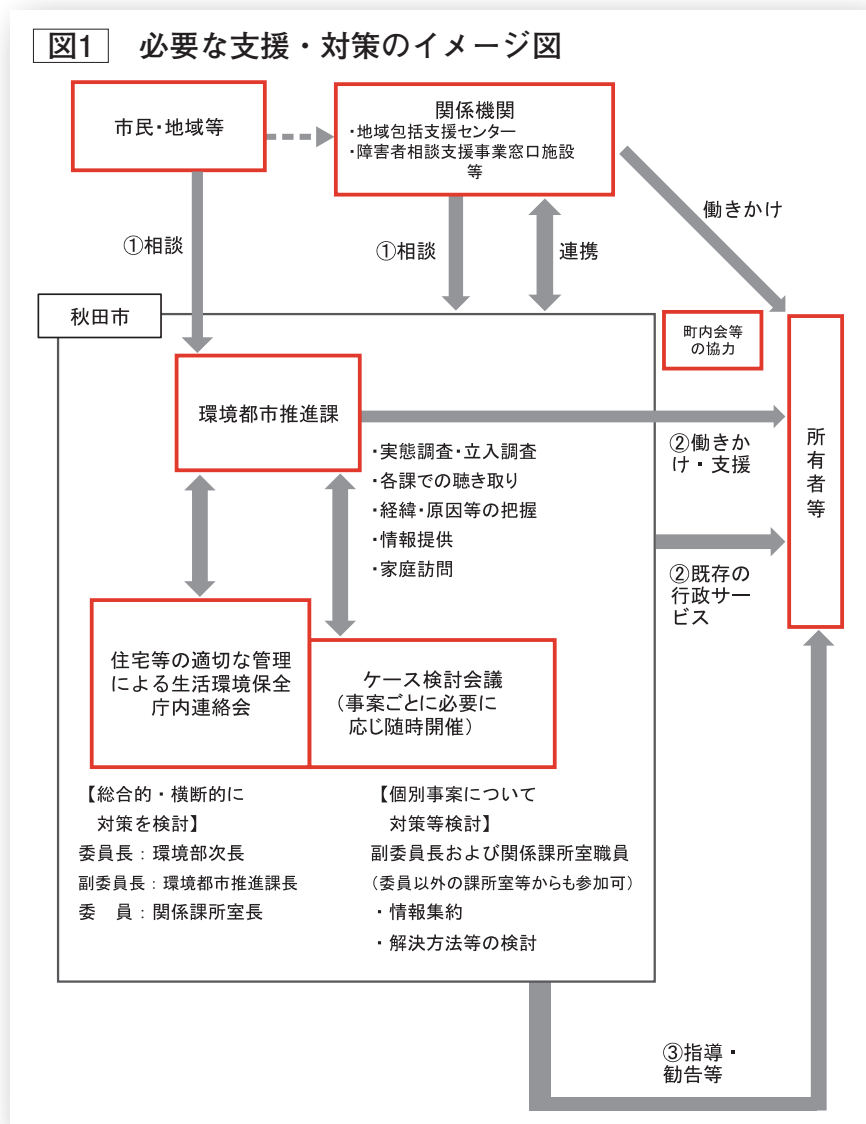 図1 必要な支援・対策のイメージ図
市民・地域等
関係機関
・地域包括支援センター
・障害者相談支援事業窓口施設
等
働きかけ
①相談
①相談
連携
秋田市
町内会等
の協力
環境都市推進課
所有者等
②働きか
け・支援
・実態調査・立入調査
・各課での聴き取り
・経緯・原因等の把握
・情報提供
・家庭訪問
②既存の
行政サー
ビス
住宅等の適切な管理
による生活環境保全
庁内連絡会
ケース検討会議
(事案ごとに必要に
応じ随時開催)
【総合的・横断的に
対策を検討】
委員長：環境部次長
副委員長：環境都市推進課長
委　員：関係課所室長
【個別事案について
対策等検討】
副委員長および関係課所室職員
(委員以外の課所室等からも参加可)
・情報集約
・解決方法等の検討
③指導・
勧告等